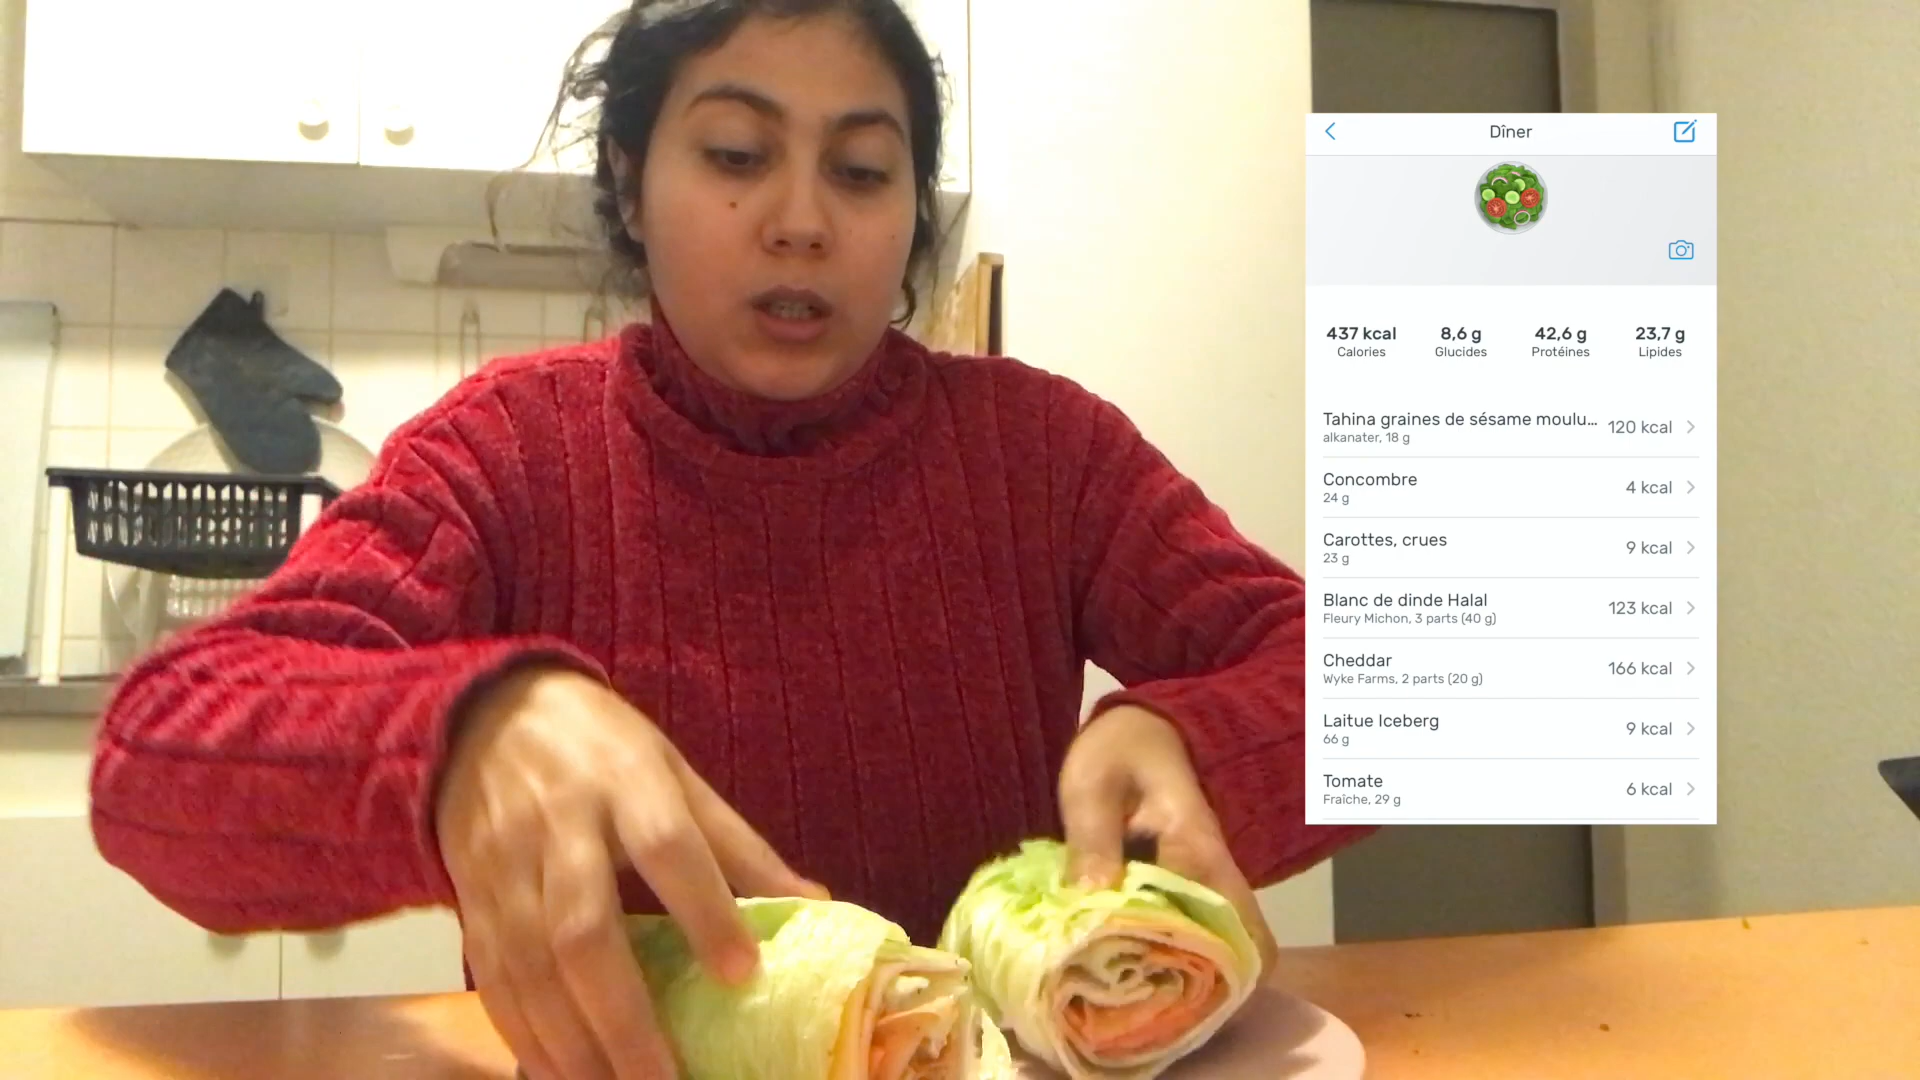 Dîner
437 kcal 8,6 g 42,6 g 23,7 g
Calories Glucides Protéines Lipides
Tahina graines de sésame moulu... 120 kcal
alkanater, 18 g
Concombre 4 kcal
24 g
Carottes, crues 9 kcal
23 g
Blanc de dinde Halal 123 kcal
Fleury Michon, 3 parts (40 g)
Cheddar 166 kcal
Wyke Farms, 2 parts (20 g)
Laitue Iceberg 9 kcal
66 g
Tomate 6 kcal
Fraîche, 29 g